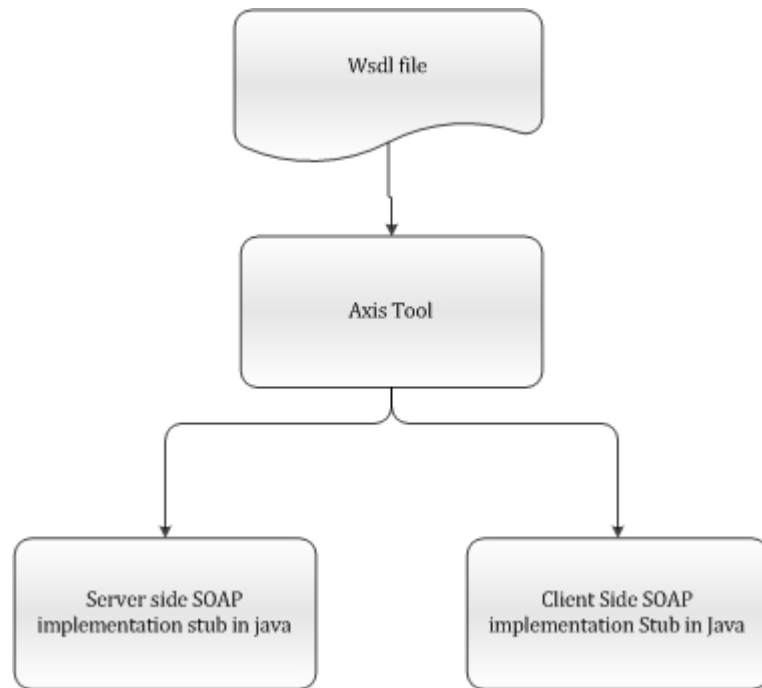 Wsdl file
Axis Tool
Server side SOAP
implementation stub in java
Client Side SOAP
implementation Stub in Java